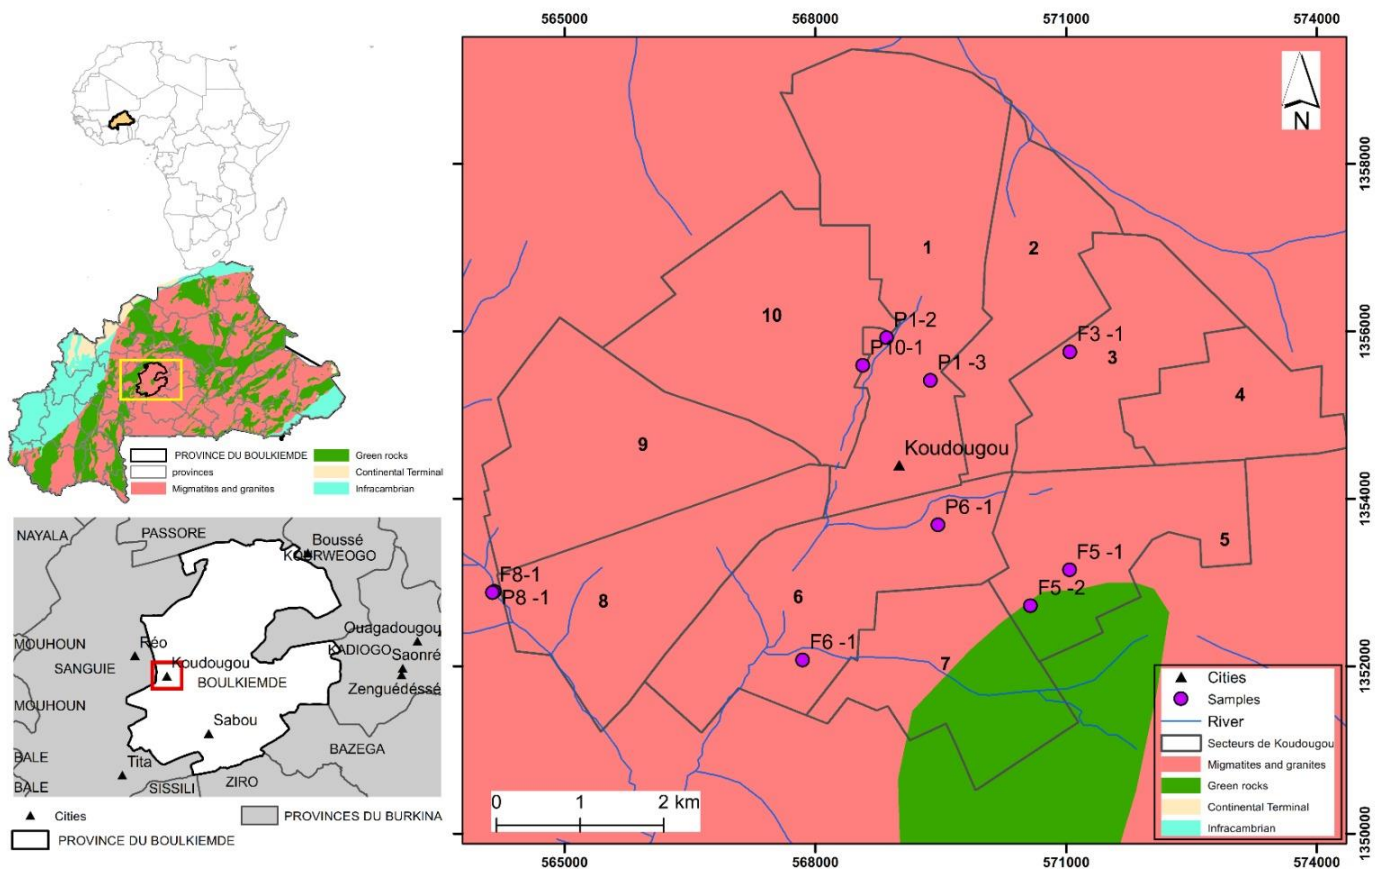 565000
568000
571000
574000
N
1358000
1
2
10
1356000
P1-2
F3 -1
P10-1
3
P1 -3
4
9
Koudougou
1354000
P6 -1
5
F5 -1
F8-1
P8 -1
F5 -2
8
6
F6 -1
7
1352000
0 1 2 km
1350000
565000
568000
571000
574000
Cities
Samples
River
Secteurs de Koudougou
Migmatites and granites
Green rocks
Continental Terminal
Infracambrian
PROVINCE DU BOULKIEMDE
provinces
Migmatites and granites
Green rocks
Continental Terminal
Infracambrian
NAYALA
PASSORE
Boussé
KOURWEOGO
MOUHOUN
Réo
Ouagadougou
KADIOGO
Saonré
SANGUIE
Koudougou
BOULKIEMDE
Zenguédéssé
MOUHOUN
Sabou
BALE
Tita
BAZEGA
BALE
SISSILI
ZIRO
Cities
PROVINCES DU BURKINA
PROVINCE DU BOULKIEMDE